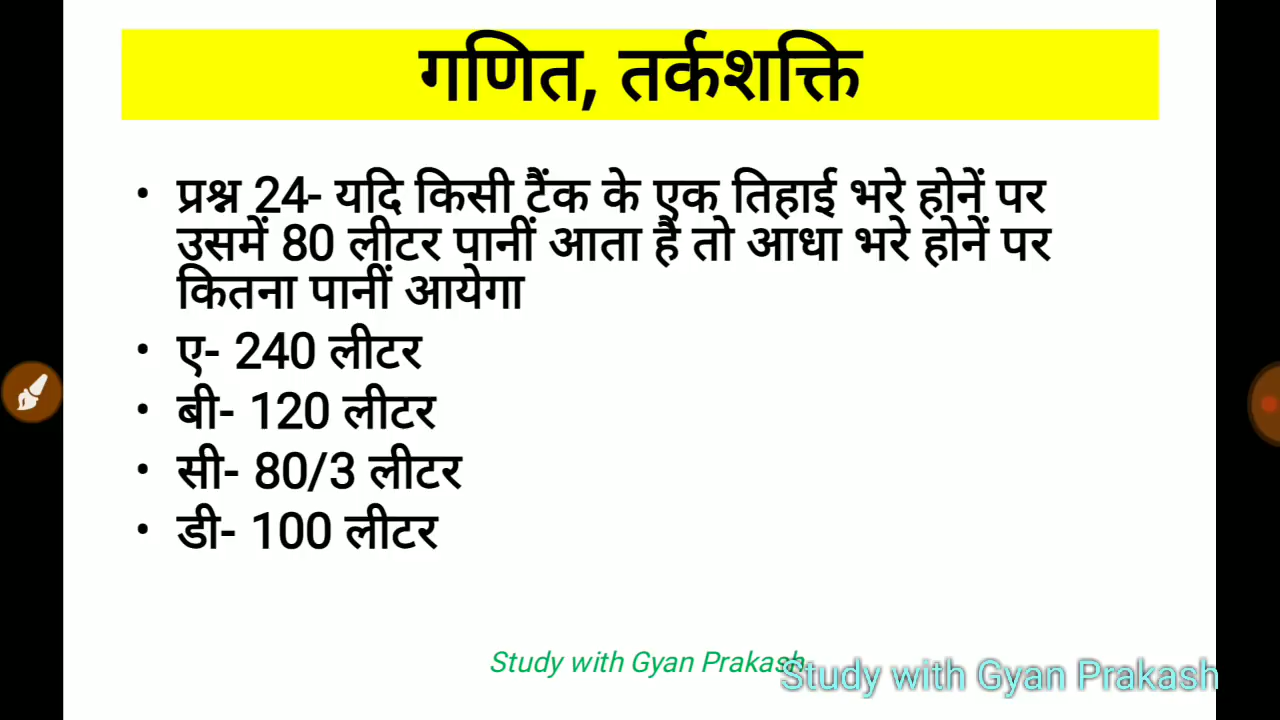 गणित, तर्कशक्ति
• प्रश्न 24- यदि किसी टैंक के एक तिहाई भरे होनें पर
उसमें 80 लीटर पानीं आता है तो आधा भरे होनें पर
कितना पानीं आयेगा
• ए- 240 लीटर
• बी- 120 लीटर
• सी- 80/3 लीटर
• डी- 100 लीटर
Study with Gyan Prakash
Study with Gyan Prakash